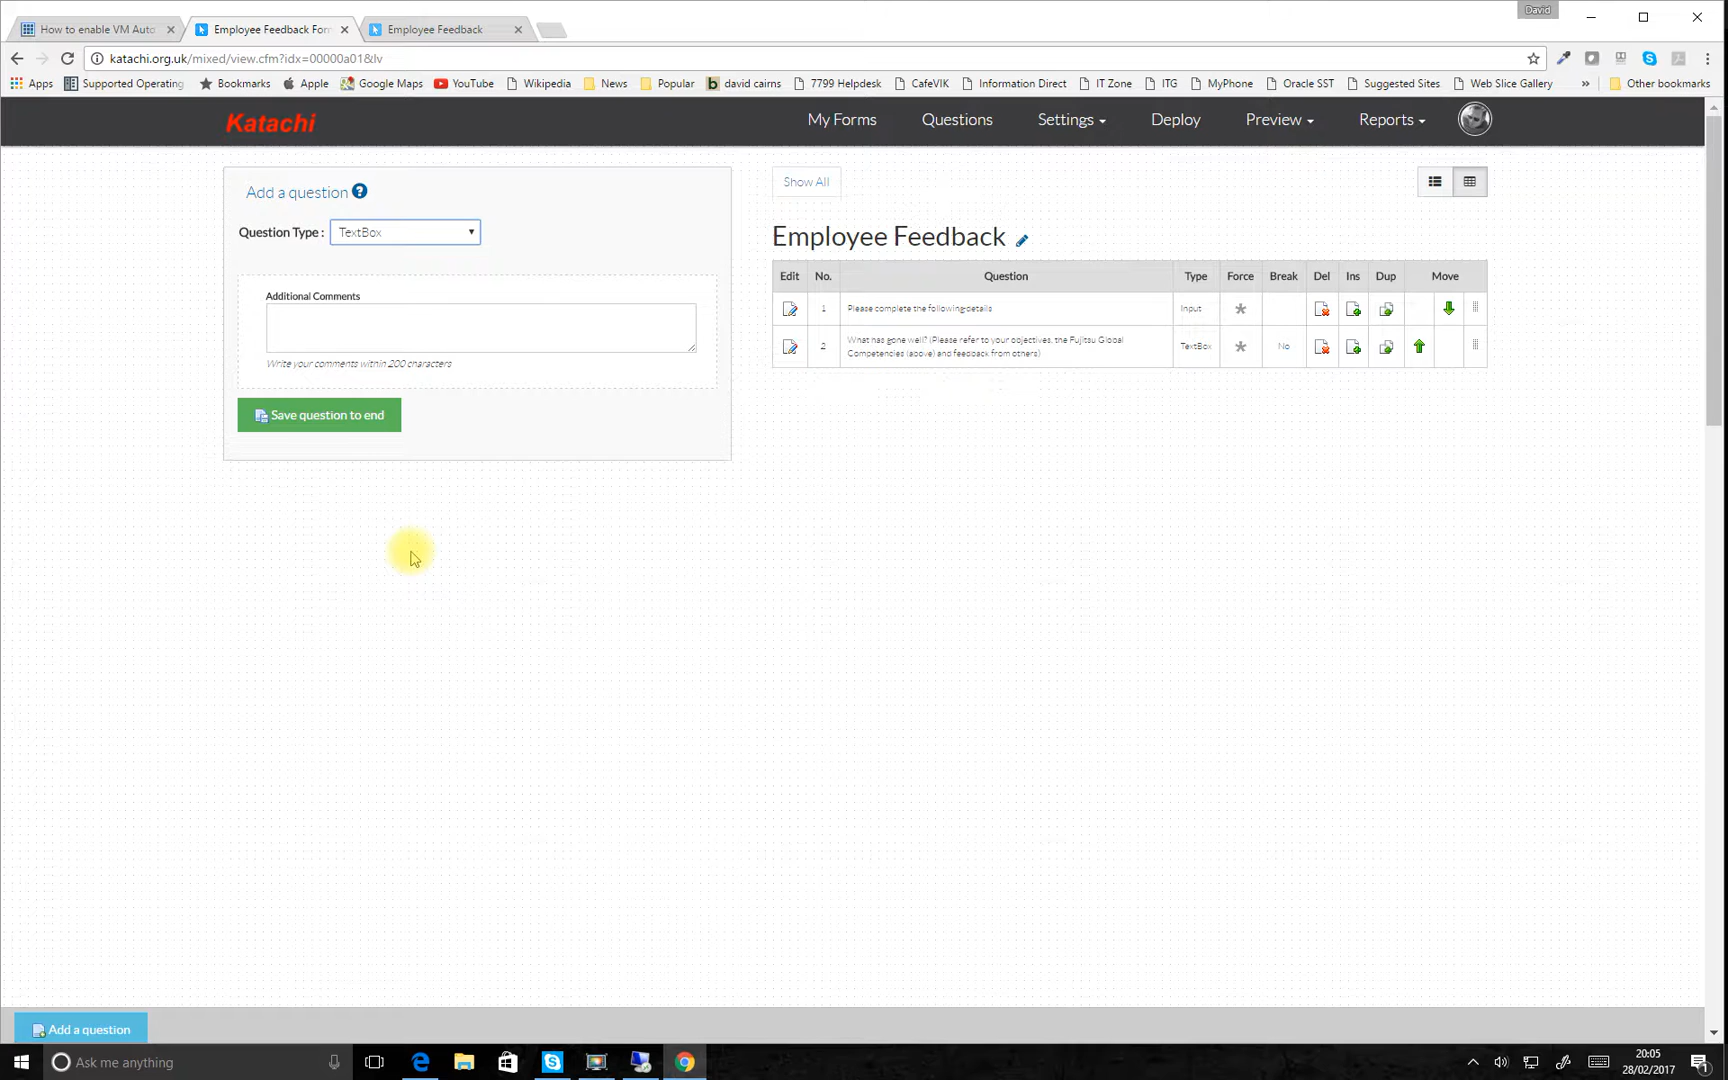 David
How to enable VM Auto
Employee Feedback Form
Employee Feedback
katachi.org.uk/mixed/view.cfm?idx=00000a01&lv
Apps
Supported Operating
Bookmarks
Apple
Google Maps
YouTube
Wikipedia
News
Popular
david cairns
7799 Helpdesk
CafeVIK
Information Direct
IT Zone
ITG
MyPhone
Oracle SST
Suggested Sites
Web Slice Gallery
»
Other bookmarks
Katachi
My Forms
Questions
Settings
Deploy
Preview
Reports
Add a question ?
Question Type : TextBox
Additional Comments
Write your comments within 200 characters
Save question to end
Show All
Employee Feedback
Edit No. Question Type Force Break Del Ins Dup Move
1 Please complete the following details Input *
2 What has gone well? (Please refer to your objectives, the Fujitsu Global TextBox * No
Competencies (above) and feedback from others)
Add a question
Ask me anything
20:05
28/02/2017
1